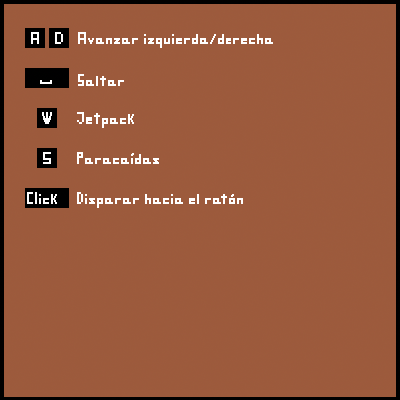 A D Avanzar izquierda/derecha
Saltar
W Jetpack
S Paracaídas
Click Disparar hacia el ratón